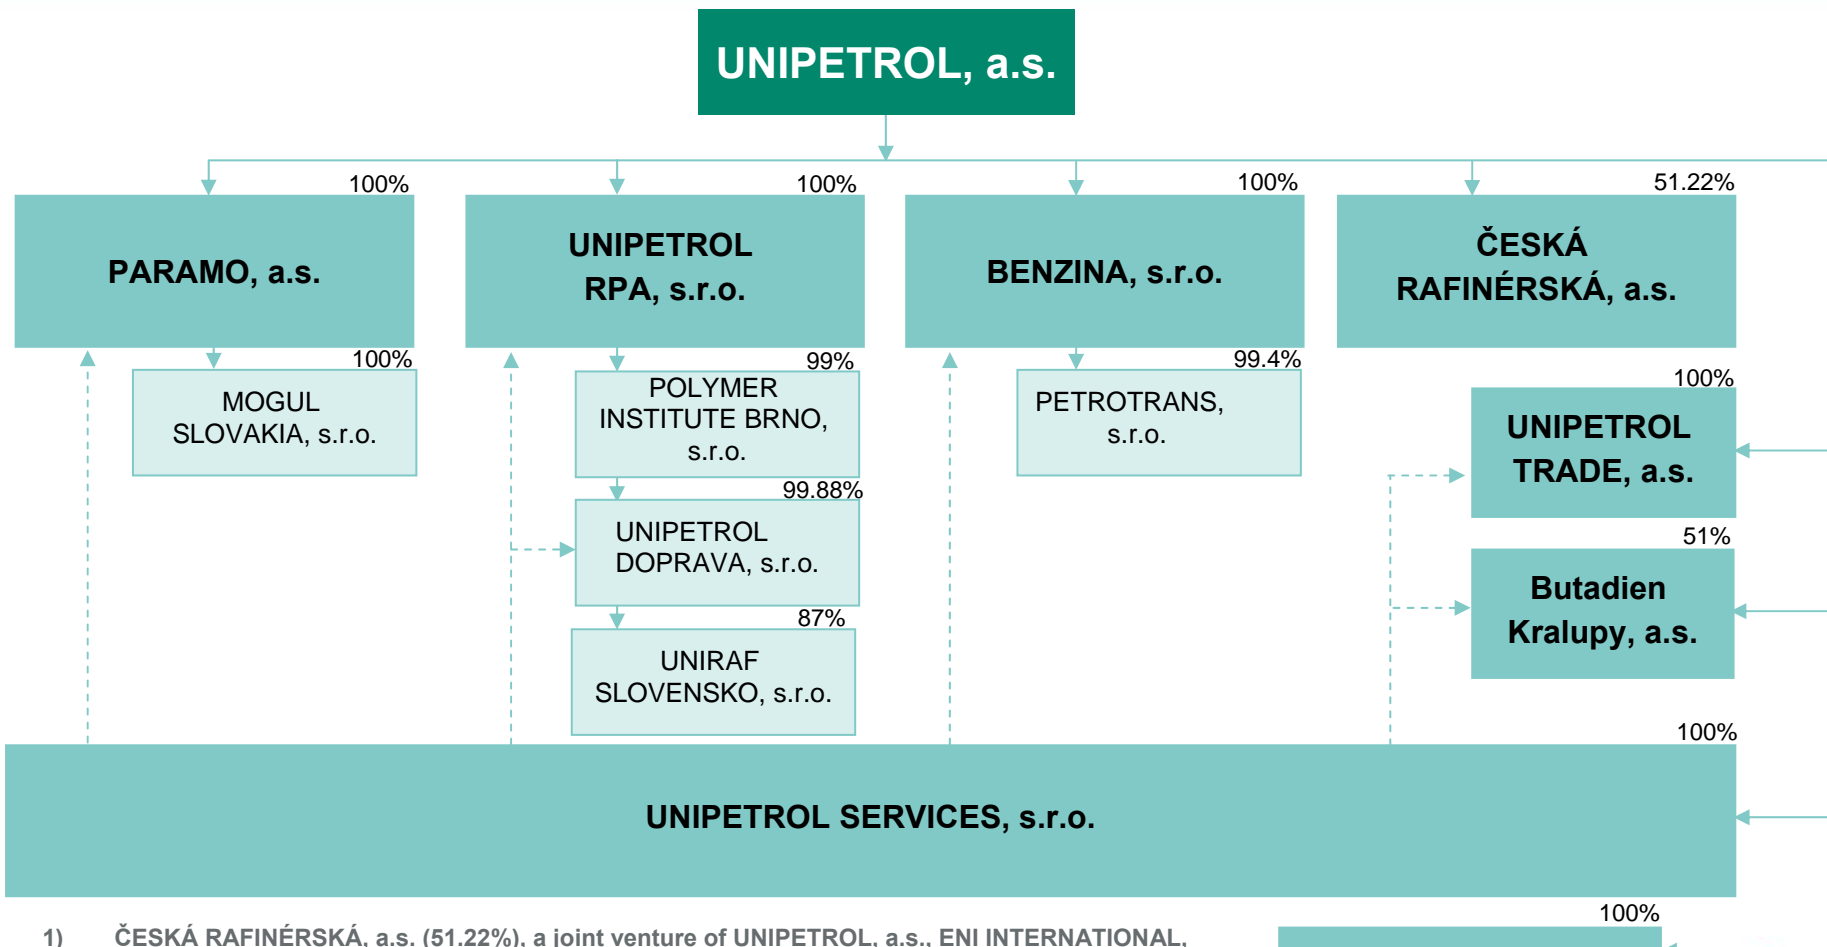 UNIPETROL, a.s.
100%
100%
100%
51.22%
PARAMO, a.s.
UNIPETROL
RPA, s.r.o.
BENZINA, s.r.o.
ČESKÁ
RAFINÉRSKÁ, a.s.
100%
99%
99.4%
MOGUL
SLOVAKIA, s.r.o.
POLYMER
INSTITUTE BRNO,
s.r.o.
PETROTRANS,
s.r.o.
100%
UNIPETROL
TRADE, a.s.
99.88%
UNIPETROL
DOPRAVA, s.r.o.
51%
Butadien
Kralupy, a.s.
87%
UNIRAF
SLOVENSKO, s.r.o.
100%
UNIPETROL SERVICES, s.r.o.
100%
1) ČESKÁ RAFINÉRSKÁ, a.s. (51.22%), a joint venture of UNIPETROL, a.s., ENI INTERNATIONAL,